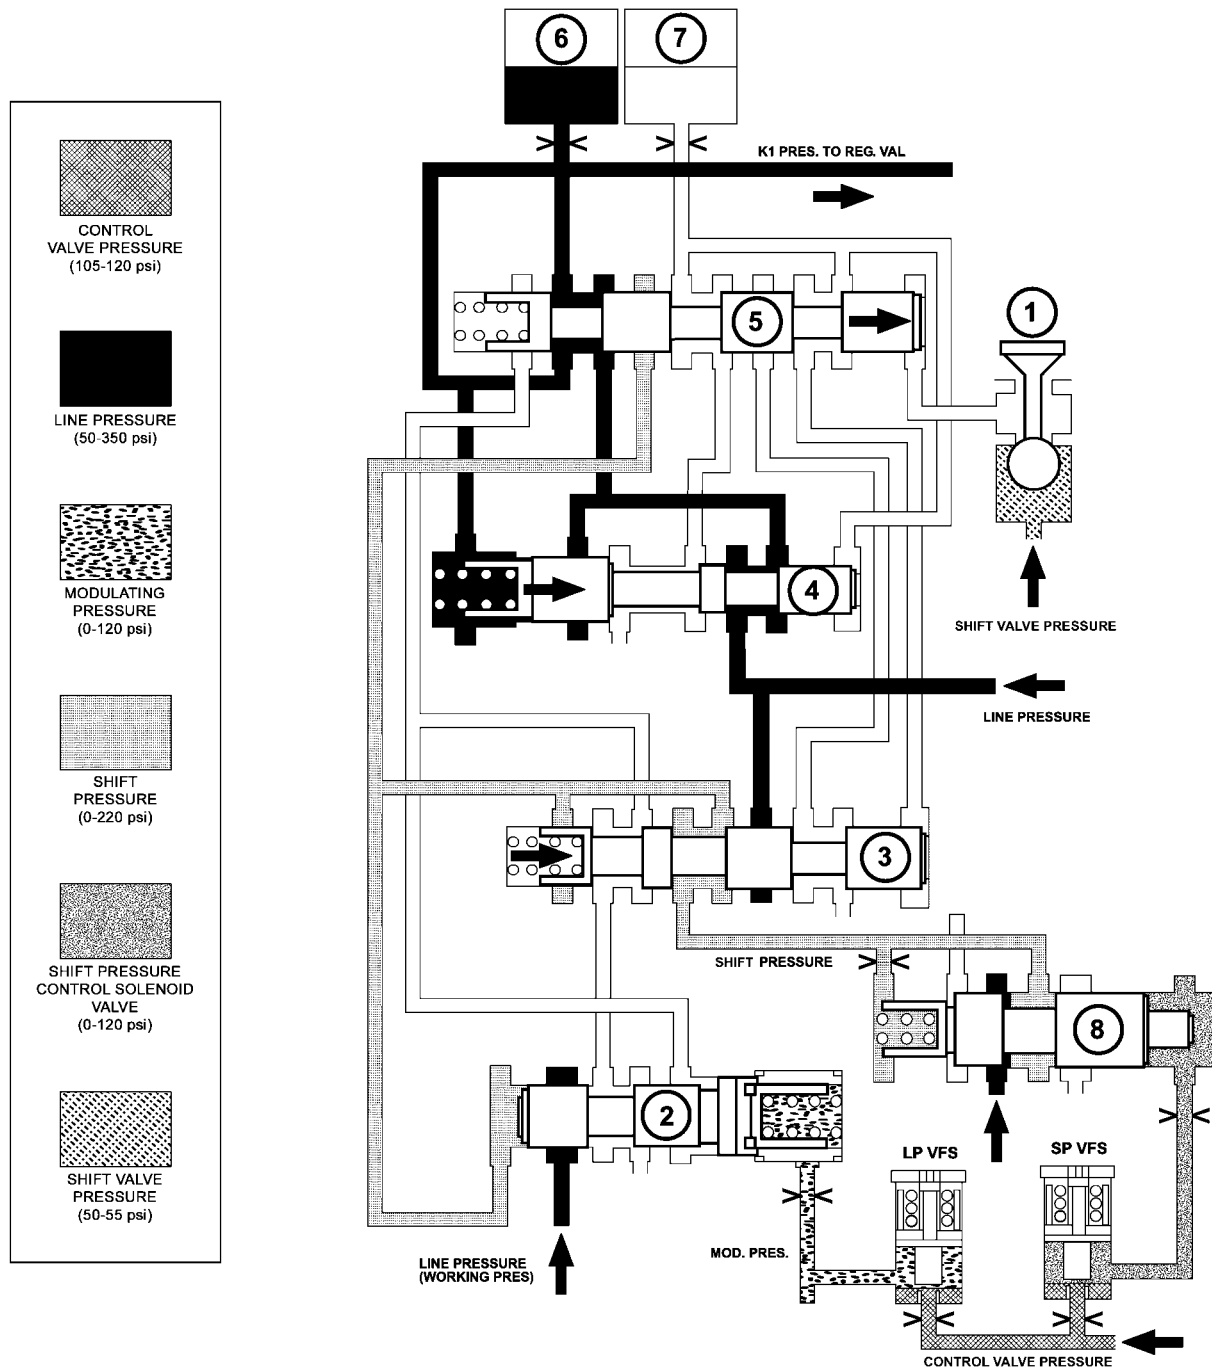 6
7
K1 PRES. TO REG. VAL
CONTROL
VALVE PRESSURE
(105-120 psi)
5
1
LINE PRESSURE
(50-350 psi)
4
MODULATING
PRESSURE
(0-120 psi)
SHIFT VALVE PRESSURE
LINE PRESSURE
SHIFT
PRESSURE
(0-220 psi)
3
SHIFT PRESSURE
SHIFT PRESSURE
CONTROL SOLENOID
VALVE
(0-120 psi)
8
2
LP VFS
SP VFS
SHIFT VALVE
PRESSURE
(50-55 psi)
MOD. PRES.
LINE PRESSURE
(WORKING PRES)
CONTROL VALVE PRESSURE